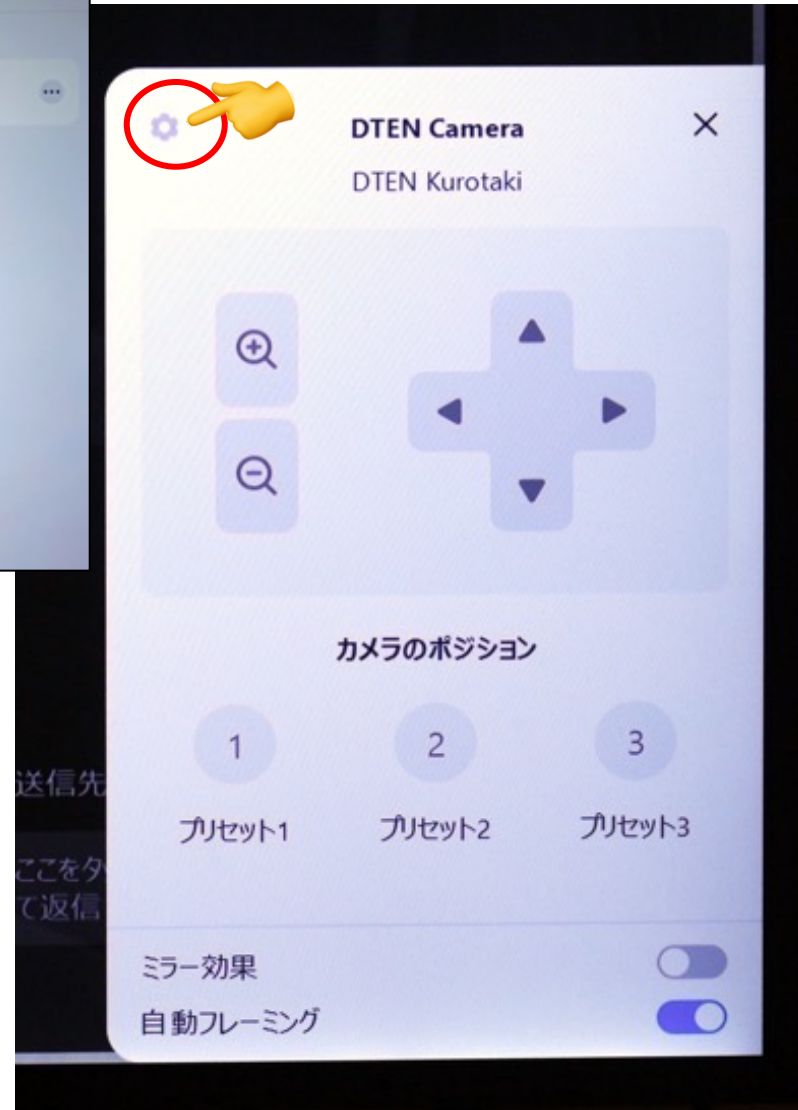 DTEN Camera
DTEN Kurotaki
カメラのポジション
1
2
3
プリセット1
プリセット2
プリセット3
送信先
ここをタ
て返信
ミラー効果
自動フレーミング